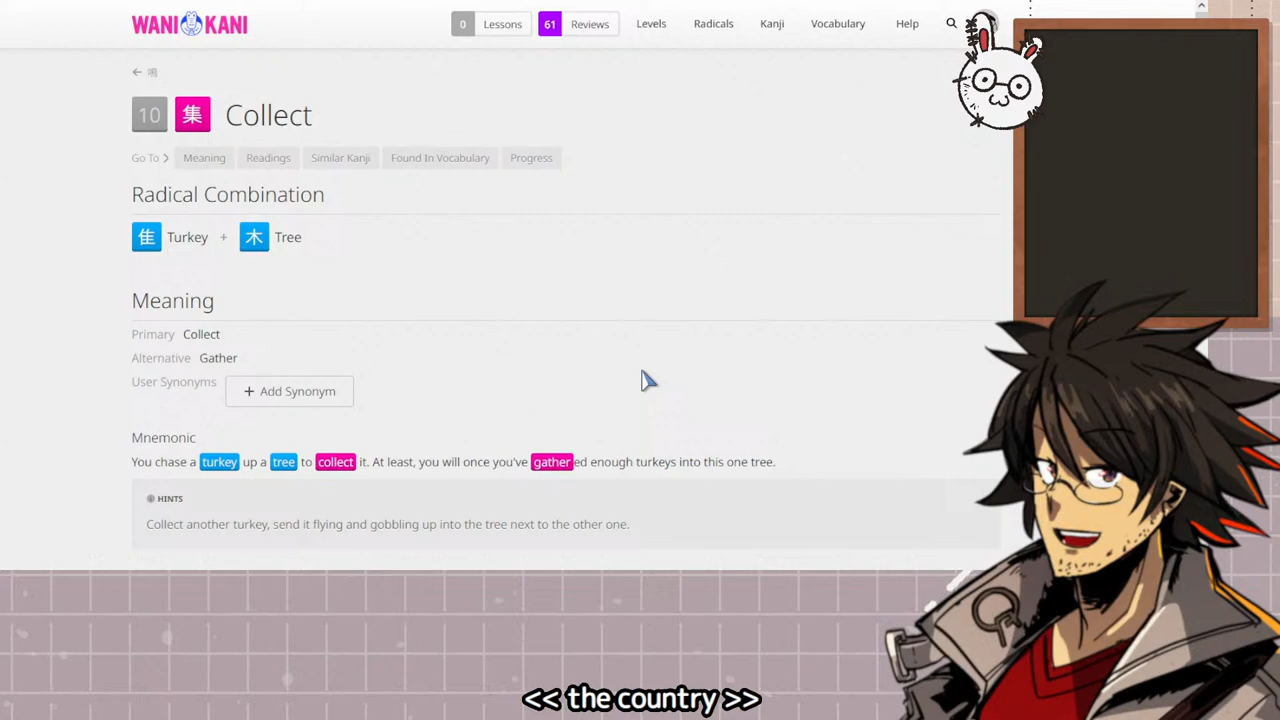 WANI KANI
0 Lessons 61 Reviews Levels Radicals Kanji Vocabulary Help
← 鳴
10 集 Collect
Go To Meaning Readings Similar Kanji Found In Vocabulary Progress
Radical Combination
隹 Turkey + 木 Tree
Meaning
Primary Collect
Alternative Gather
User Synonyms + Add Synonym
Mnemonic
You chase a turkey up a tree to collect it. At least, you will once you've gathered enough turkeys into this one tree.
HINTS
Collect another turkey, send it flying and gobbling up into the tree next to the other one.
<< the country >>